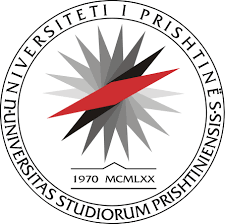 UNIVERSITETI I PRISHTINËS
UNIVERSITAS STUDIORUM PRISHTINIENSIS
1970 MCMLXX